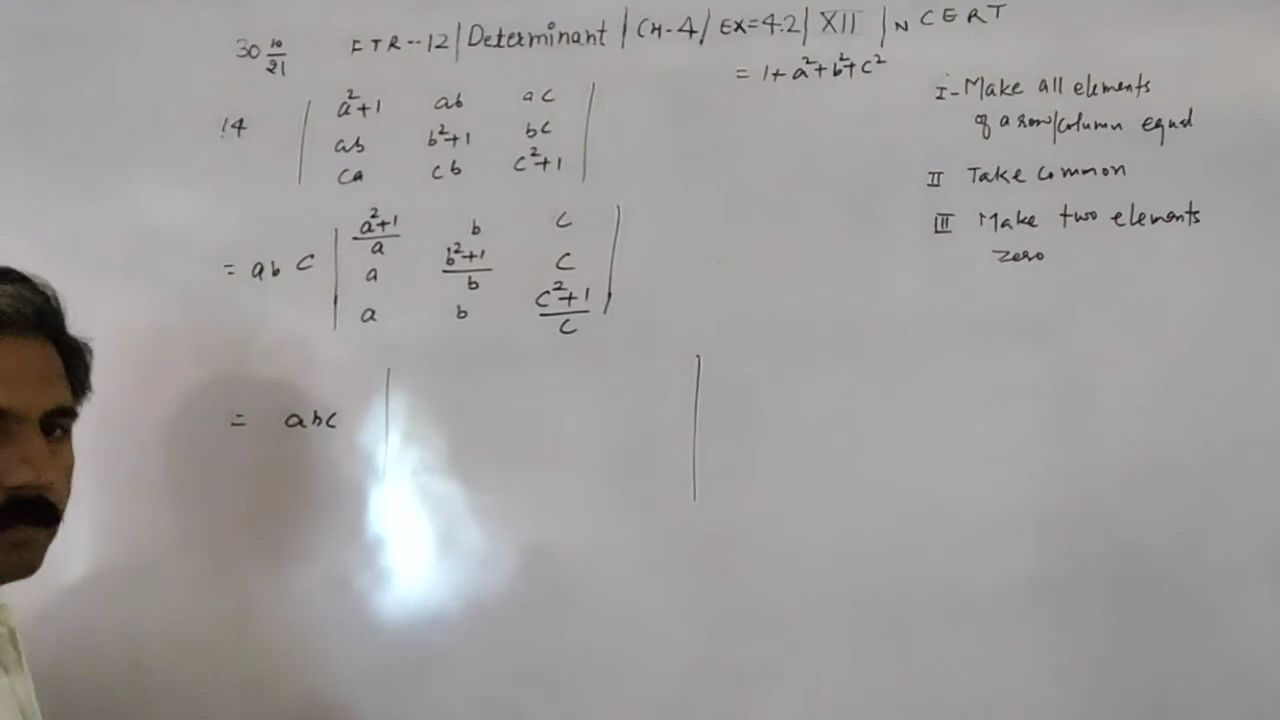 30 10/21 FTR-12 | Determinant | CH-4 / EX=4.2 | XII | NCERT
= 1+a²+b²+c²
14 | a²+1 ab ac |
| ab b²+1 bc |
| ca cb c²+1 |
I - Make all elements
of a row/column equal
II Take common
III Make two elements
zero
= abc | (a²+1)/a b c |
| a (b²+1)/b c |
| a b (c²+1)/c |
= abc | |